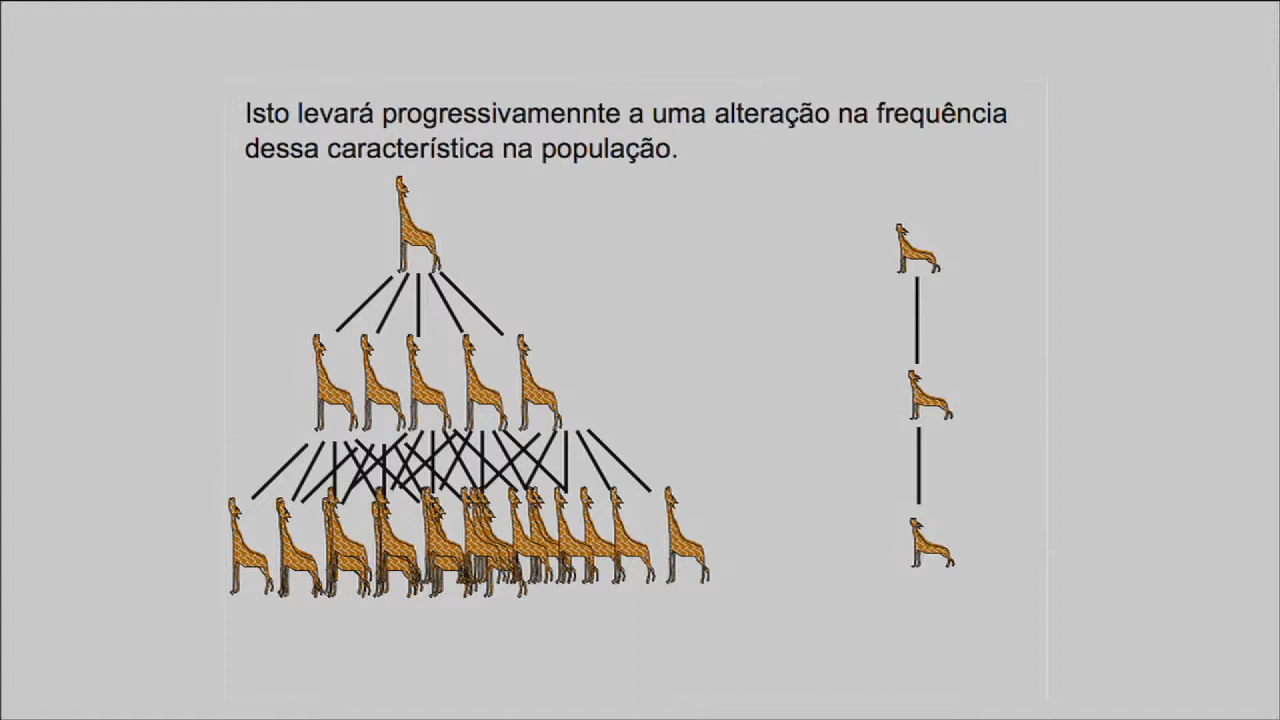 Isto levará progressivamennte a uma alteração na frequência
dessa característica na população.